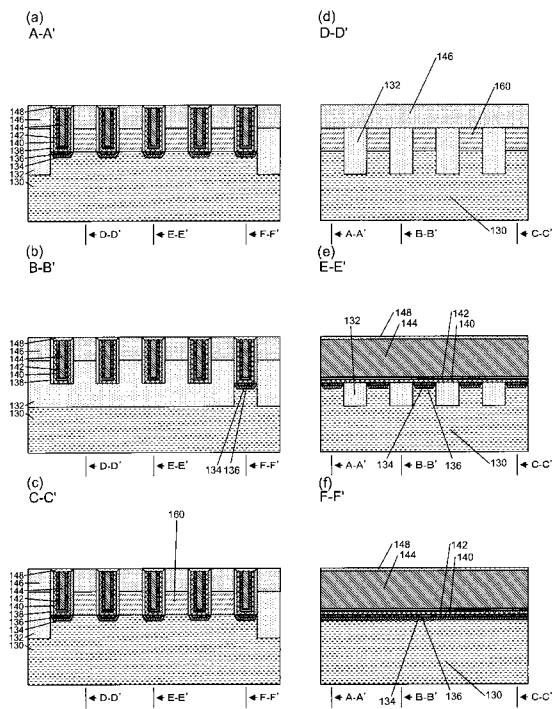 (a)
A-A'
148
146
144
142
140
138
136
134
132
130
D-D'
E-E'
F-F'
(d)
D-D'
146
132
160
130
A-A'
B-B'
C-C'
(b)
B-B'
148
146
144
142
140
138
132
130
134 136
D-D'
E-E'
F-F'
(e)
E-E'
148
144
142
140
132
134
136
130
A-A'
B-B'
C-C'
(c)
C-C'
160
148
146
144
142
140
138
136
134
132
130
D-D'
E-E'
F-F'
(f)
F-F'
148
144
142
140
134
136
130
A-A'
B-B'
C-C'